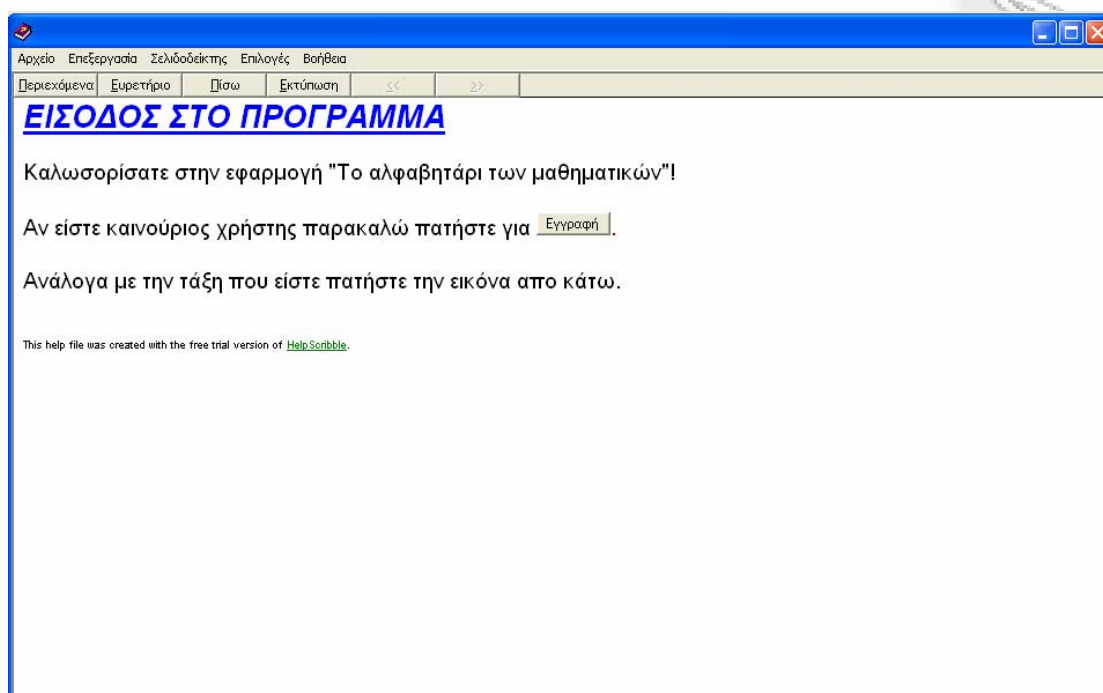 Αρχείο Επεξεργασία Σελιδοδείκτης Επιλογές Βοήθεια
Περιεχόμενα Ευρετήριο Πίσω Εκτύπωση << >>
ΕΙΣΟΔΟΣ ΣΤΟ ΠΡΟΓΡΑΜΜΑ
Καλωσορίσατε στην εφαρμογή "Το αλφαβητάρι των μαθηματικών"!
Αν είστε καινούριος χρήστης παρακαλώ πατήστε για Εγγραφή .
Ανάλογα με την τάξη που είστε πατήστε την εικόνα απο κάτω.
This help file was created with the free trial version of HelpScribble.